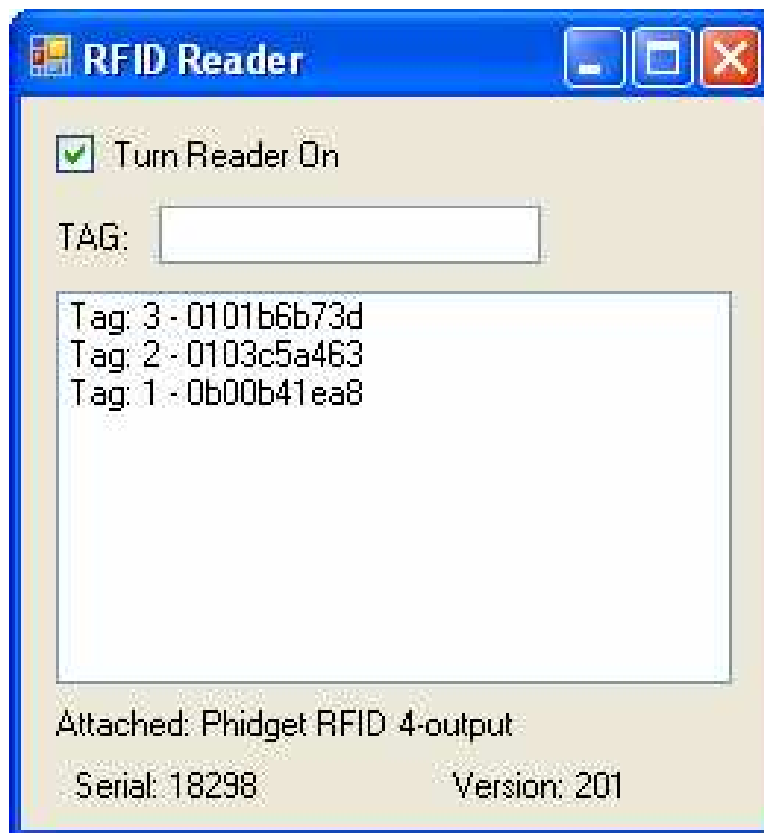 RFID Reader
Turn Reader On
TAG:
Tag: 3 - 0101b6b73d
Tag: 2 - 0103c5a463
Tag: 1 - 0b00b41ea8
Attached: Phidget RFID 4-output
Serial: 18298 Version: 201